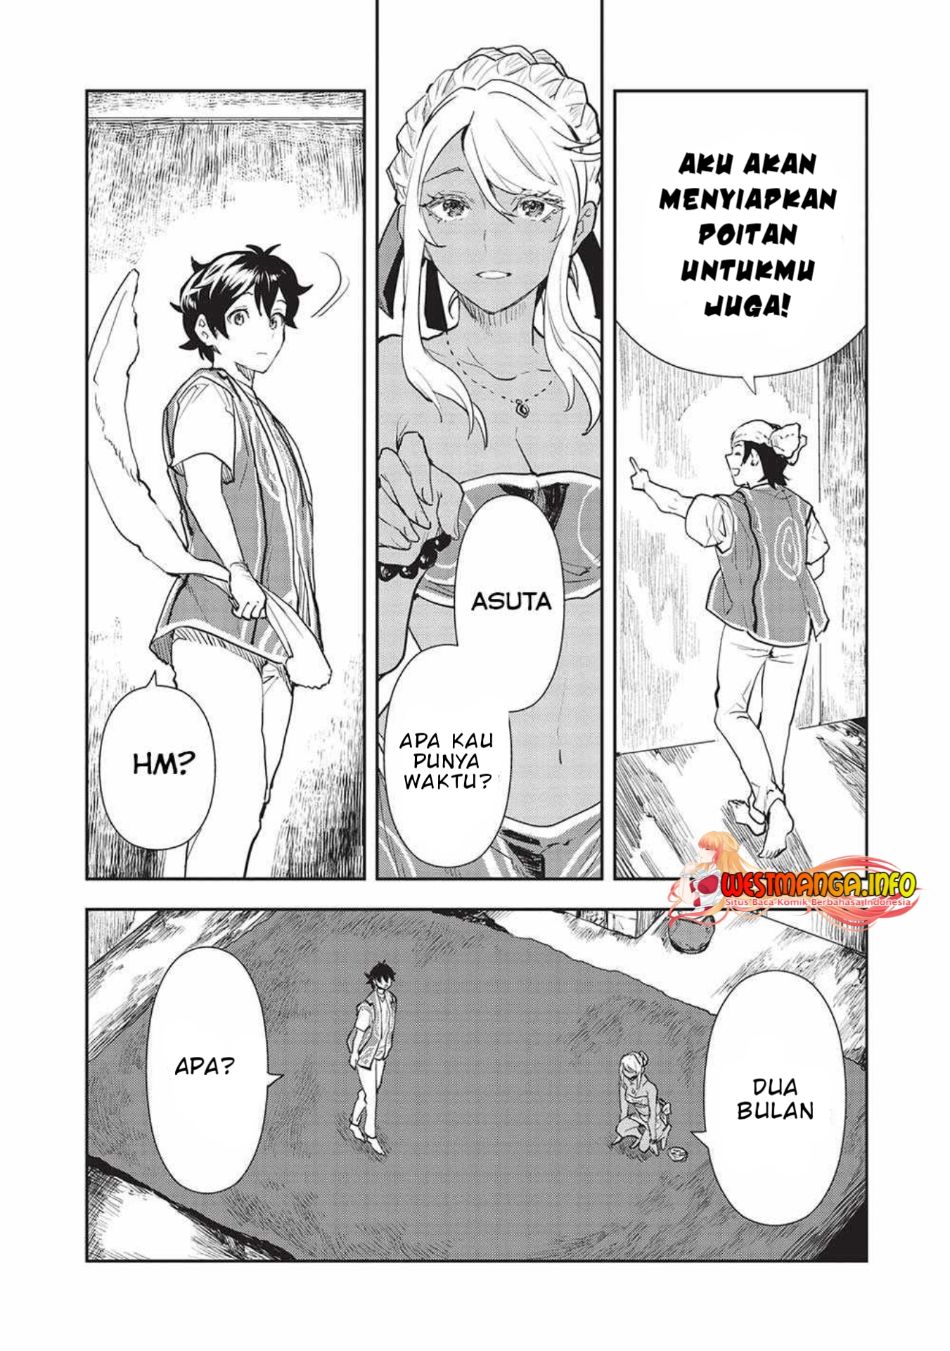 AKU AKAN
MENYIAPKAN
POITAN
UNTUKMU
JUGA!
ASUTA
APA KAU
PUNYA
WAKTU?
HM?
WESTMANGA.INFO
Situs Baca Komik Berbahasa Indonesia
DUA
BULAN
APA?